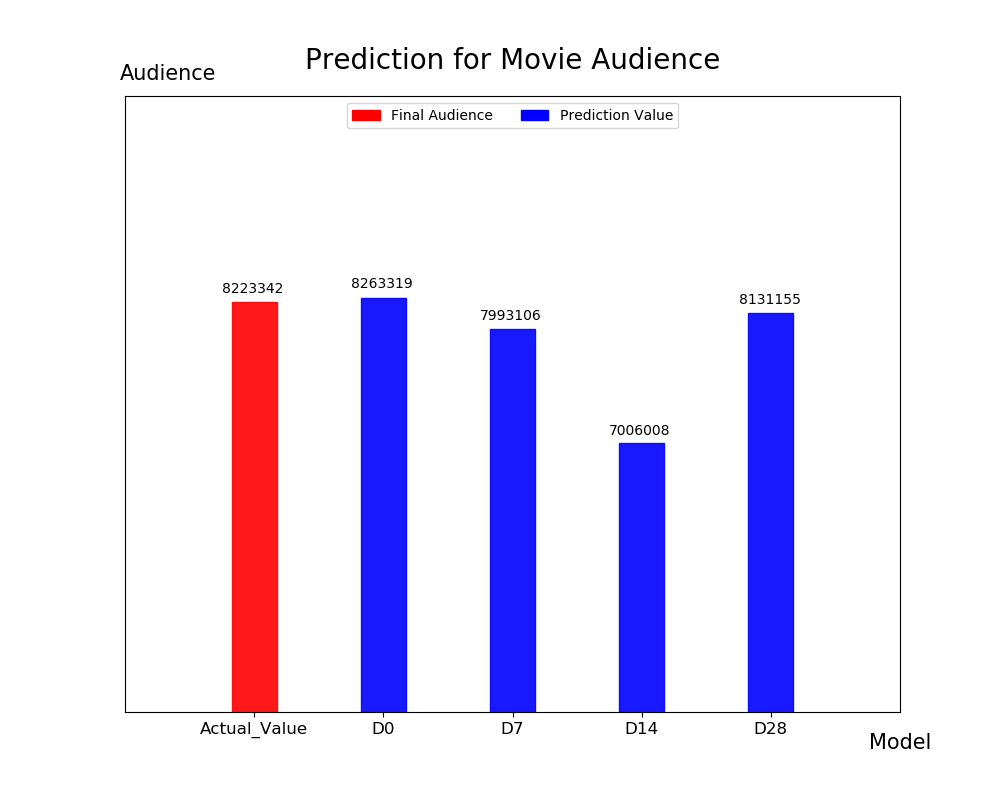 Prediction for Movie Audience
Audience
Final Audience Prediction Value
8223342
8263319
7993106
7006008
8131155
Actual_Value D0 D7 D14 D28
Model